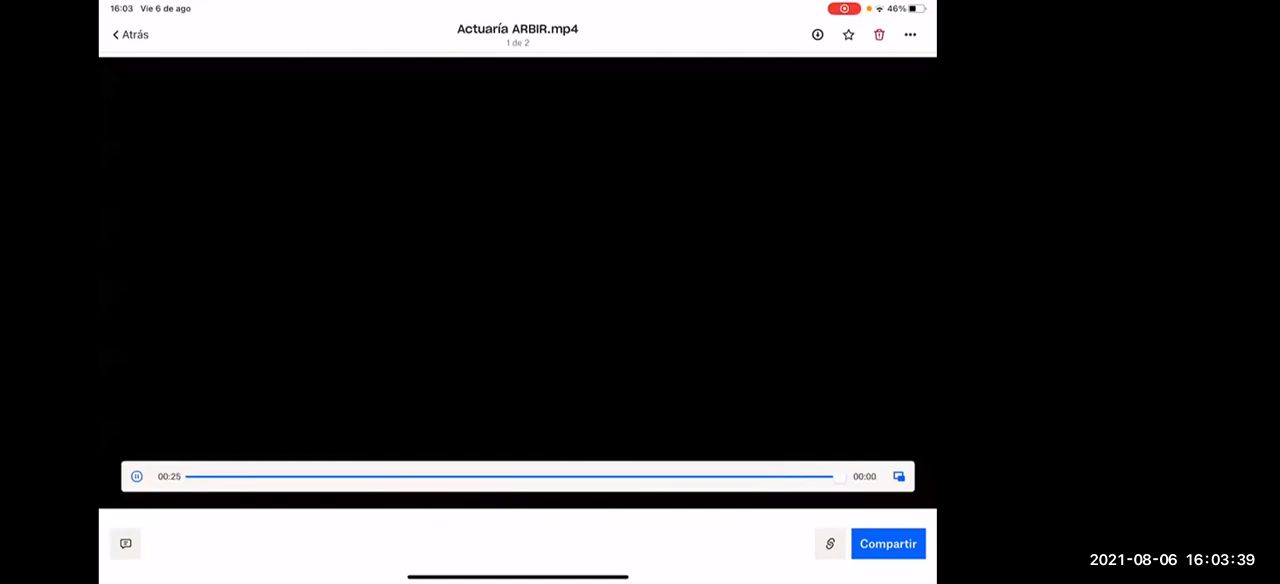 16:03 Vie 6 de ago
46%
Atrás
Actuaría ARBIR.mp4
1 de 2
00:25
00:00
Compartir
2021-08-06 16:03:39